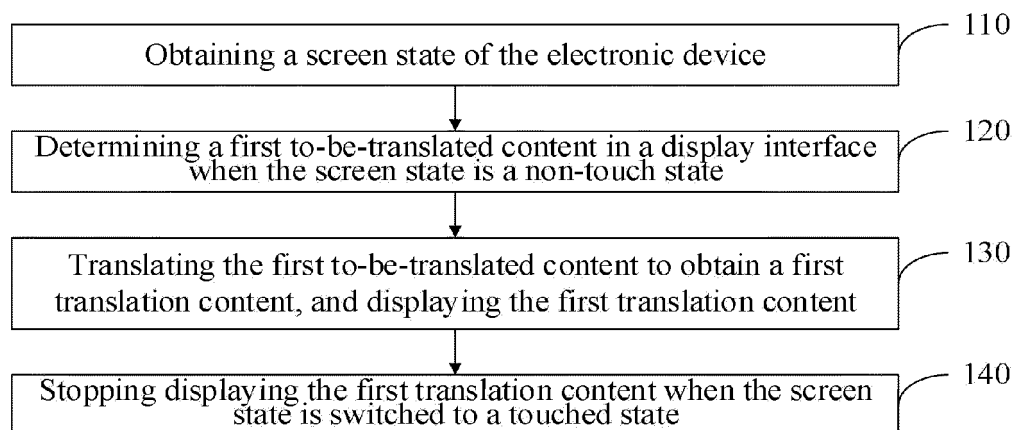 110
Obtaining a screen state of the electronic device
120
Determining a first to-be-translated content in a display interface
when the screen state is a non-touch state
130
Translating the first to-be-translated content to obtain a first
translation content, and displaying the first translation content
140
Stopping displaying the first translation content when the screen
state is switched to a touched state